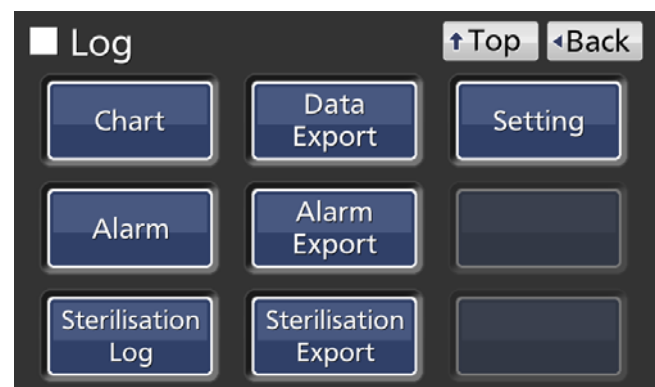 Log
Top
Back
Chart
Data
Export
Setting
Alarm
Alarm
Export
Sterilisation
Log
Sterilisation
Export